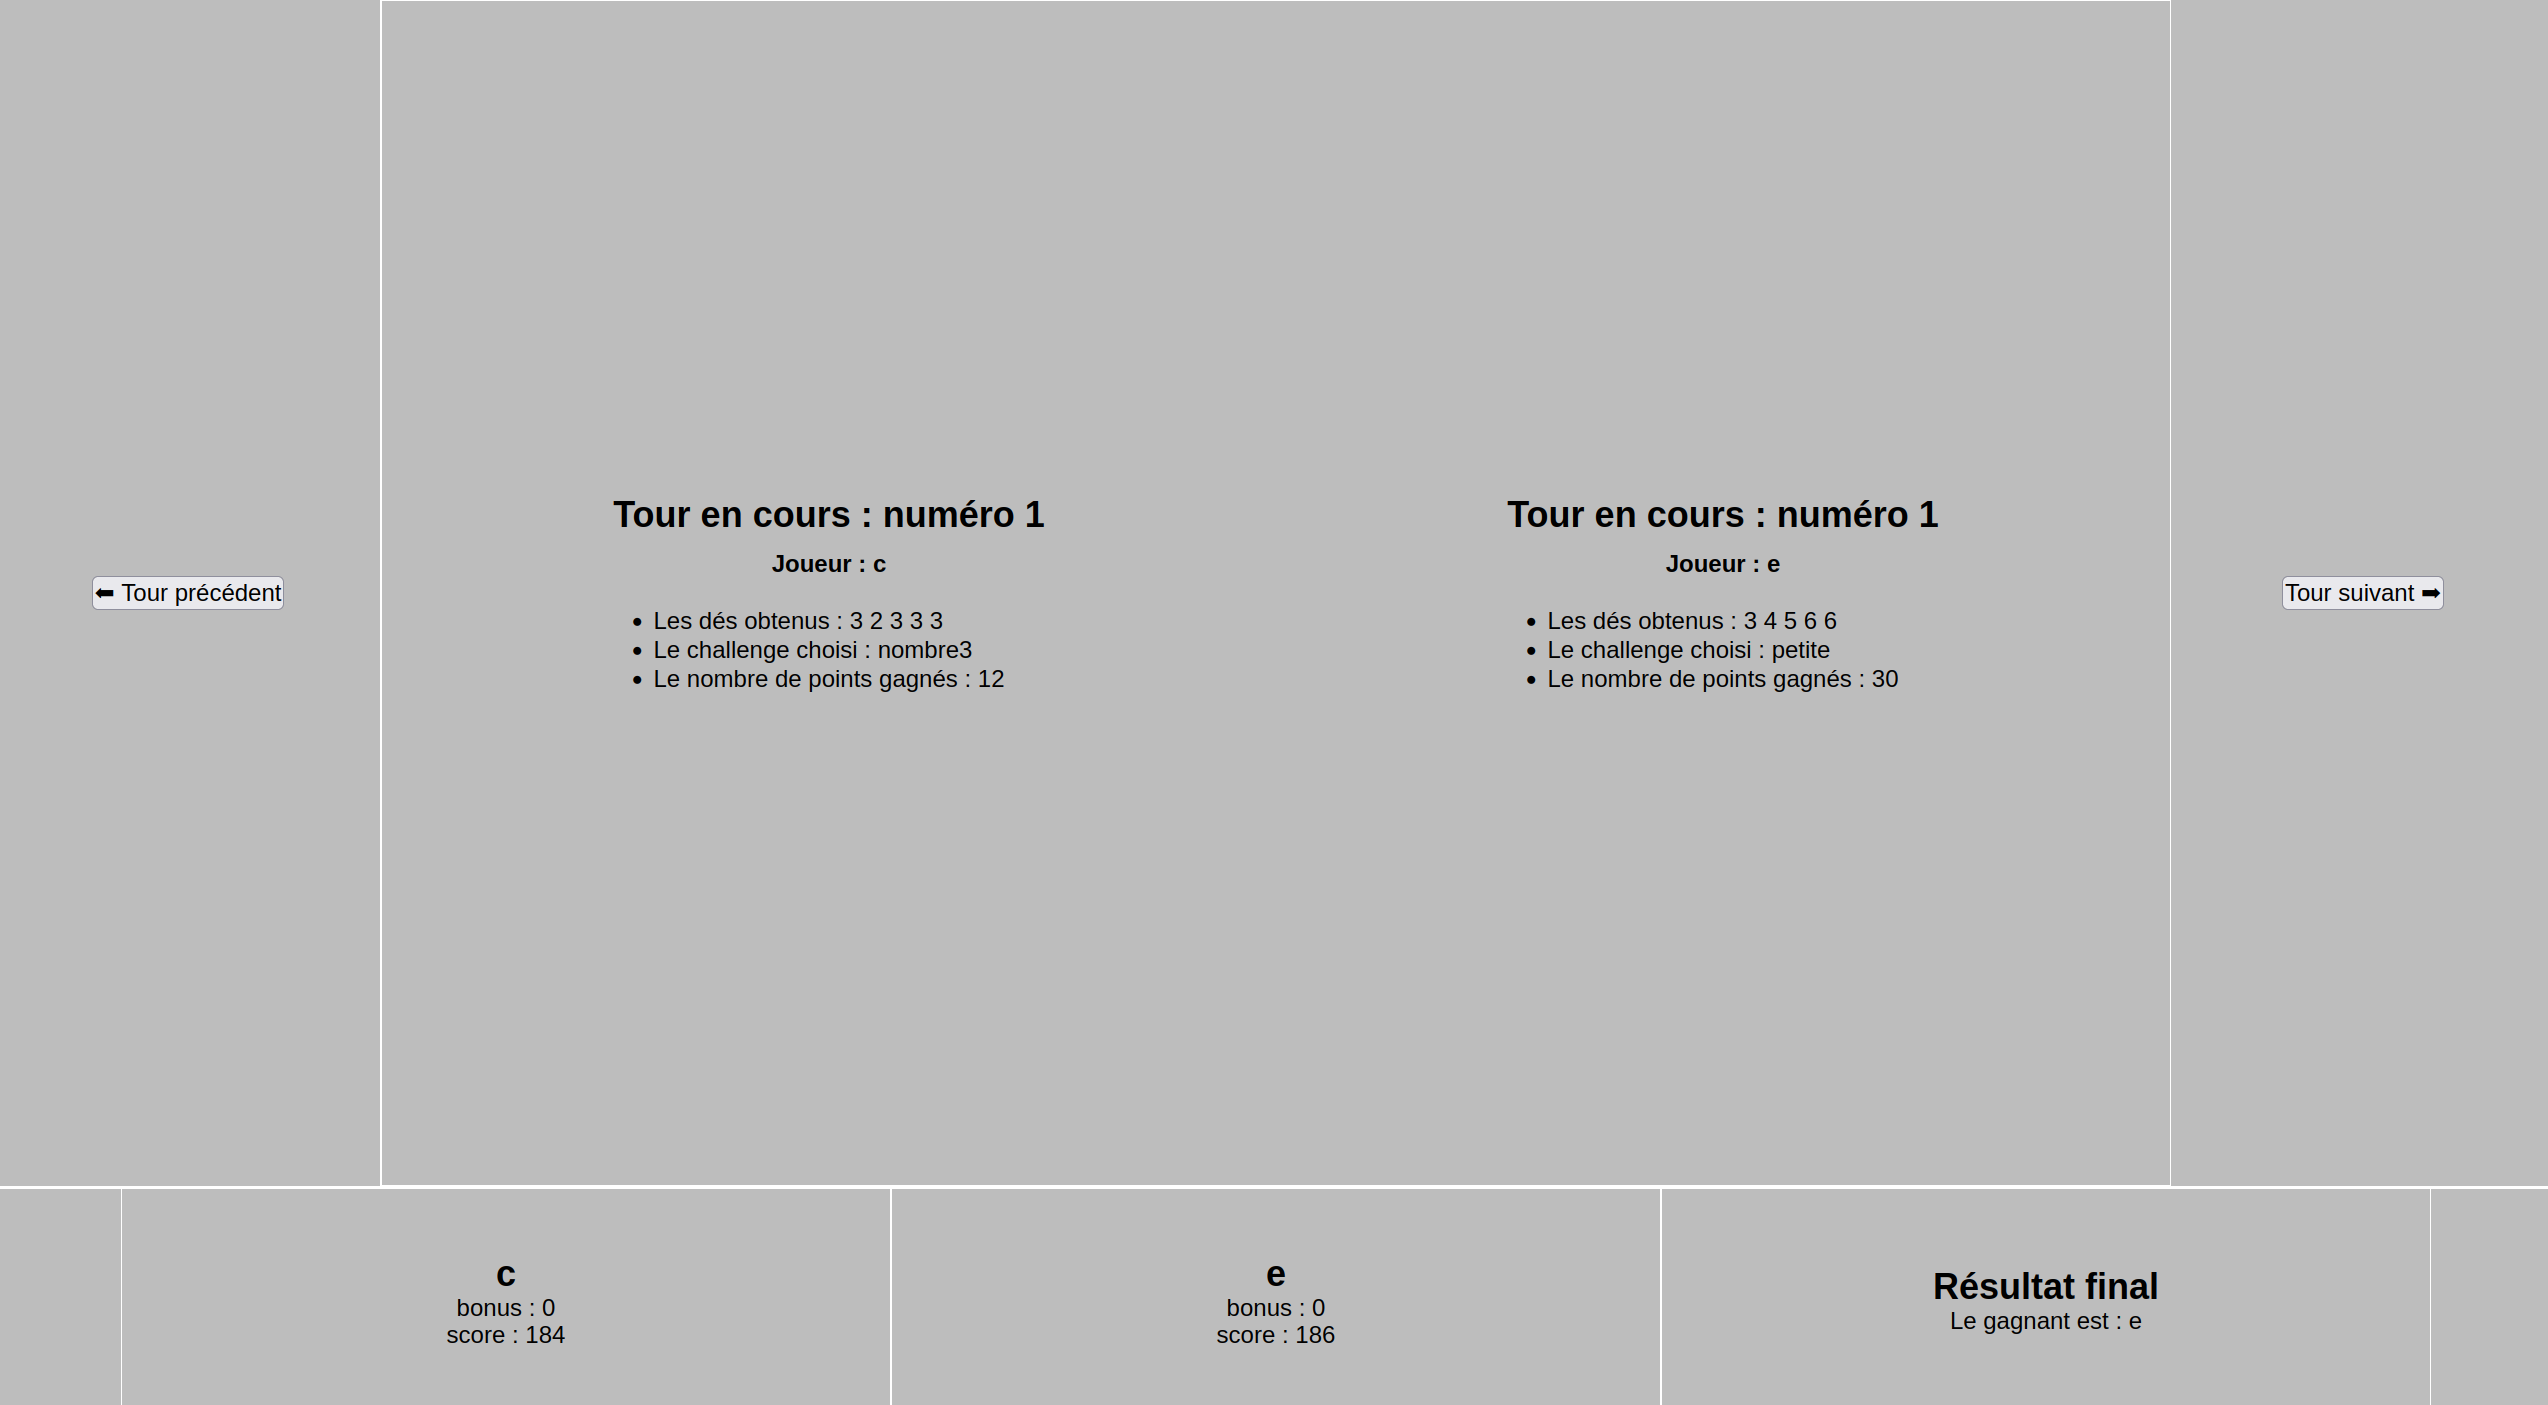 ⬅ Tour précédent
Tour en cours : numéro 1
Joueur : c
• Les dés obtenus : 3 2 3 3 3
• Le challenge choisi : nombre3
• Le nombre de points gagnés : 12
Tour en cours : numéro 1
Joueur : e
• Les dés obtenus : 3 4 5 6 6
• Le challenge choisi : petite
• Le nombre de points gagnés : 30
Tour suivant ➡
c
bonus : 0
score : 184
e
bonus : 0
score : 186
Résultat final
Le gagnant est : e